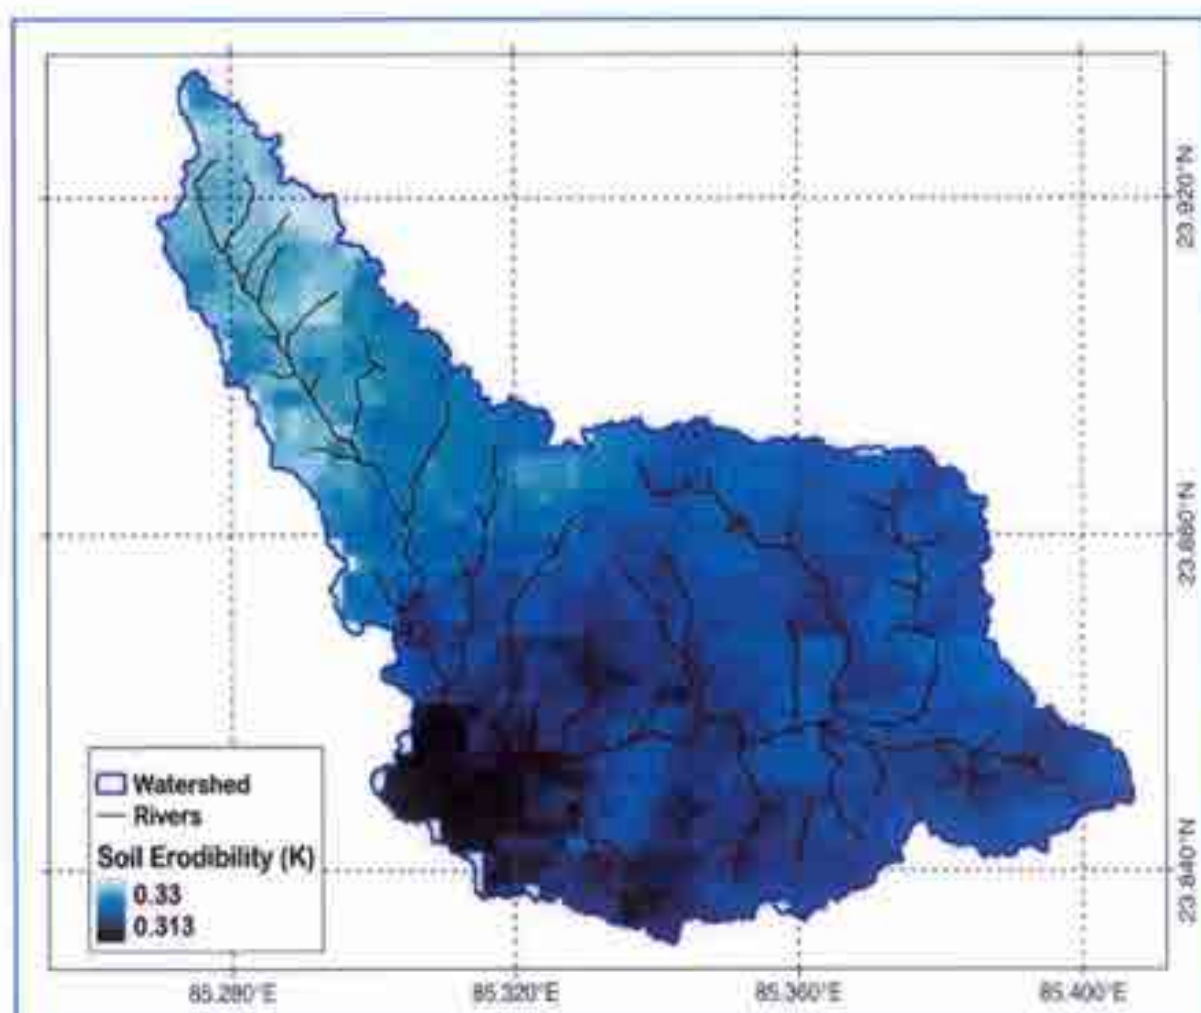 23.920°N
23.880°N
23.840°N
Watershed
Rivers
Soil Erodibility (K)
0.33
0.313
85.280°E
85.320°E
85.360°E
85.400°E